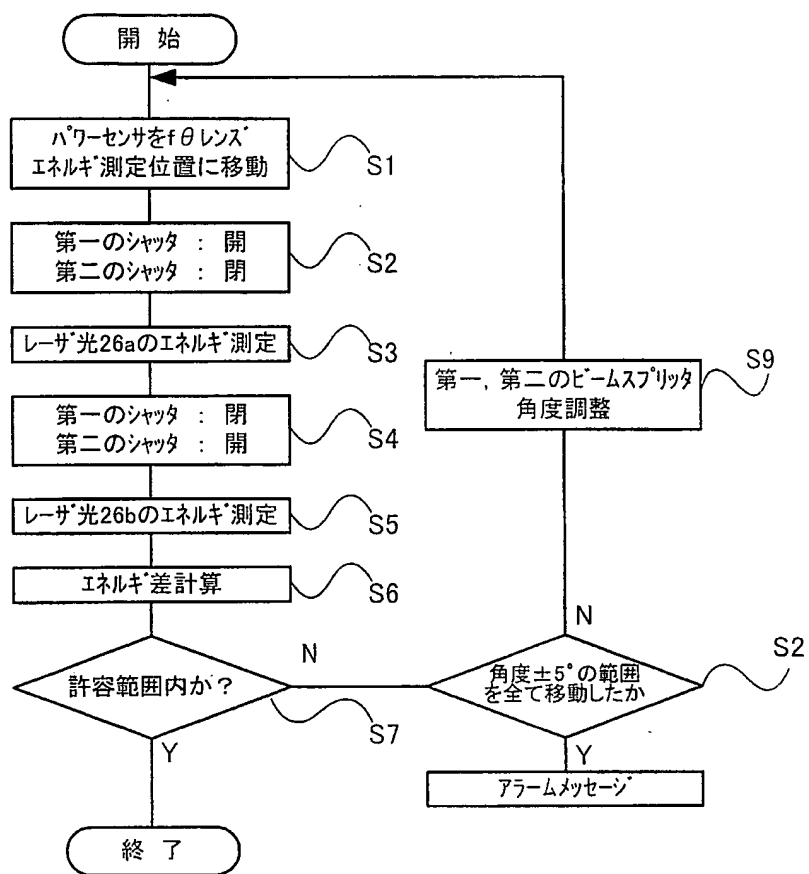 開 始
パワーセンサをfθレンズ
エネルギ測定位置に移動
S1
第一のシャッタ : 開
第二のシャッタ : 閉
S2
レーザ光26aのエネルギ測定
S3
第一のシャッタ : 閉
第二のシャッタ : 開
S4
レーザ光26bのエネルギ測定
S5
エネルギ差計算
S6
許容範囲内か?
S7
N
Y
終 了
角度±5°の範囲
を全て移動したか
S2
N
Y
アラームメッセージ
第一, 第二のビームスプリッタ
角度調整
S9